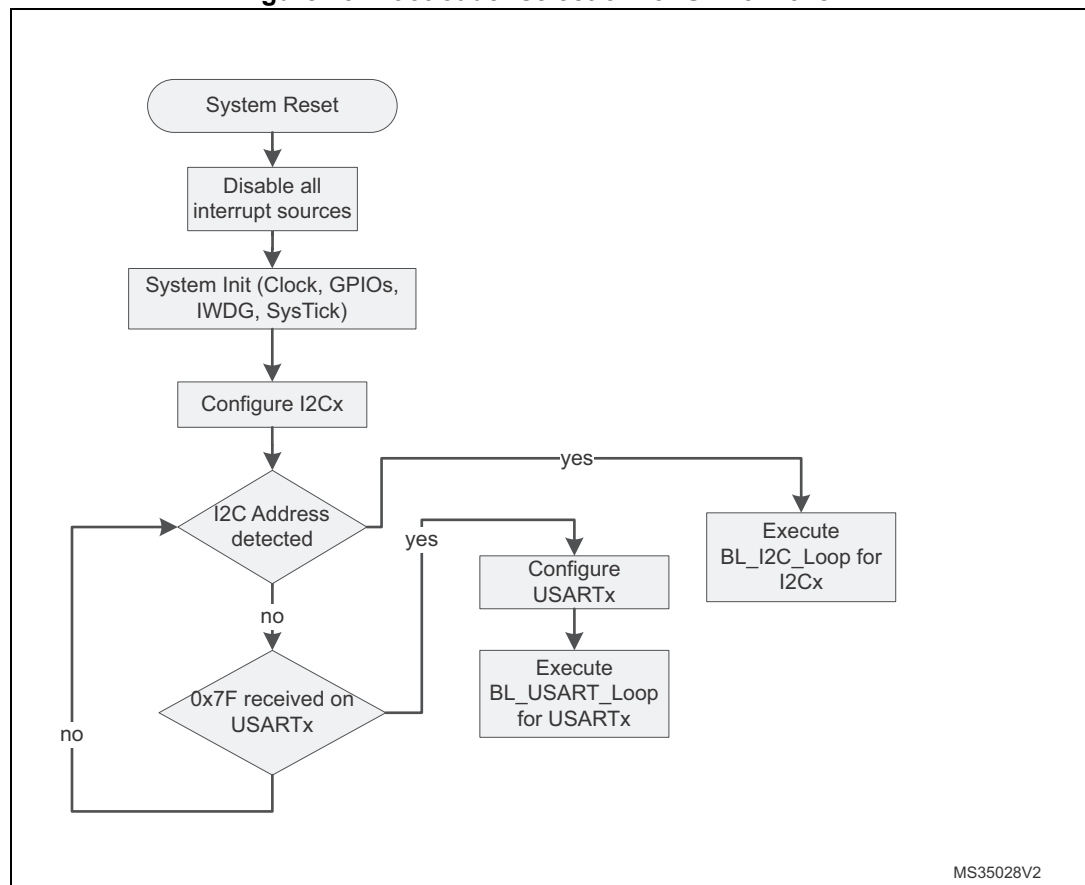 System Reset
Disable all
interrupt sources
System Init (Clock, GPIOs,
IWDG, SysTick)
Configure I2Cx
yes
I2C Address
detected
Execute
BL_I2C_Loop for
I2Cx
yes
Configure
USARTx
no
Execute
BL_USART_Loop
for USARTx
0x7F received on
USARTx
no
MS35028V2